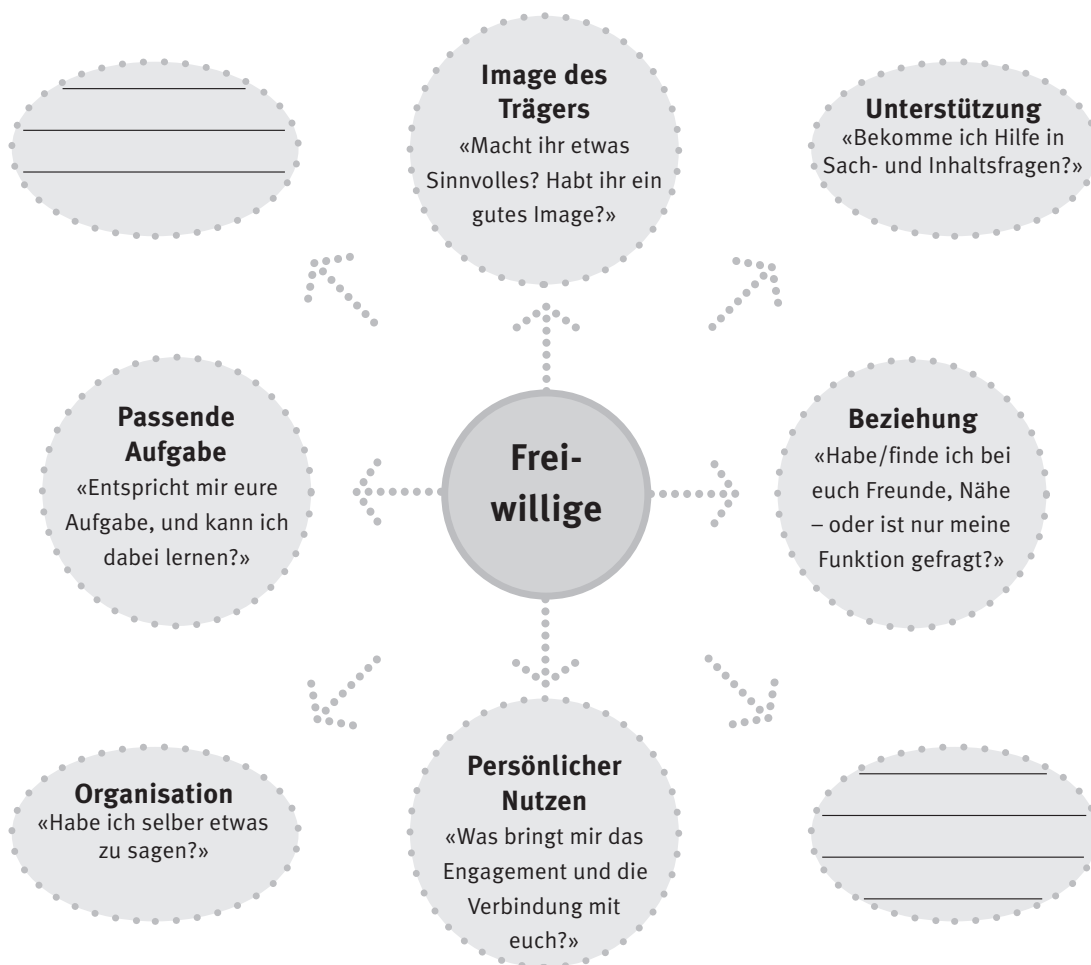 Image des
Trägers
«Macht ihr etwas
Sinnvolles? Habt ihr ein
gutes Image?»
Unterstützung
«Bekomme ich Hilfe in
Sach- und Inhaltsfragen?»
Passende
Aufgabe
«Entspricht mir eure
Aufgabe, und kann ich
dabei lernen?»
Frei-
willige
Beziehung
«Habe/finde ich bei
euch Freunde, Nähe
– oder ist nur meine
Funktion gefragt?»
Organisation
«Habe ich selber etwas
zu sagen?»
Persönlicher
Nutzen
«Was bringt mir das
Engagement und die
Verbindung mit
euch?»